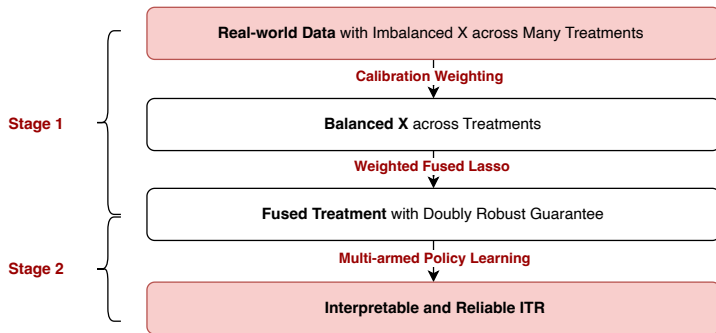 Real-world Data with Imbalanced X across Many Treatments
Calibration Weighting
Stage 1
Balanced X across Treatments
Weighted Fused Lasso
Fused Treatment with Doubly Robust Guarantee
Stage 2
Multi-armed Policy Learning
Interpretable and Reliable ITR